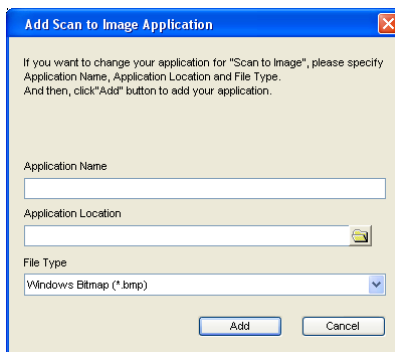 Add Scan to Image Application
If you want to change your application for "Scan to Image", please specify
Application Name, Application Location and File Type.
And then, click"Add" button to add your application.
Application Name
Application Location
File Type
Windows Bitmap (*.bmp)
Add Cancel